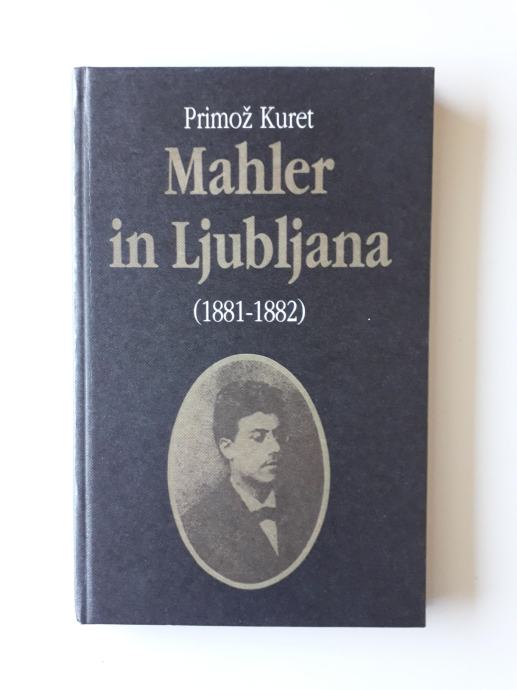 Primož Kuret
Mahler
in Ljubljana
(1881-1882)